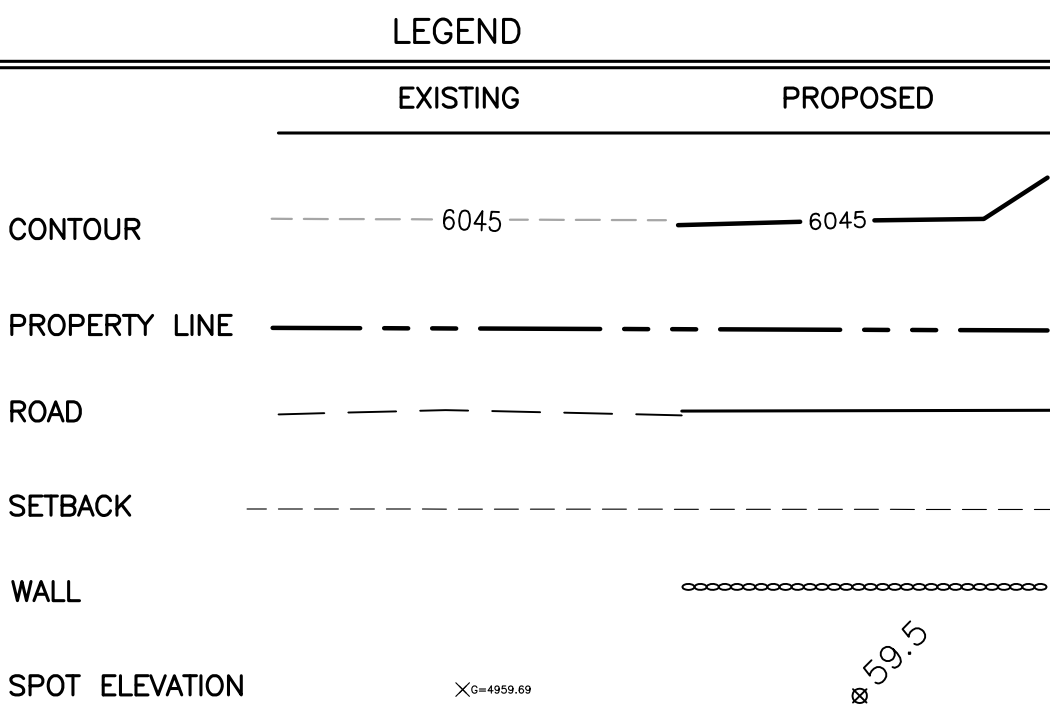 LEGEND
EXISTING PROPOSED
CONTOUR 6045 6045
PROPERTY LINE
ROAD
SETBACK
WALL
SPOT ELEVATION G=4959.69 59.5